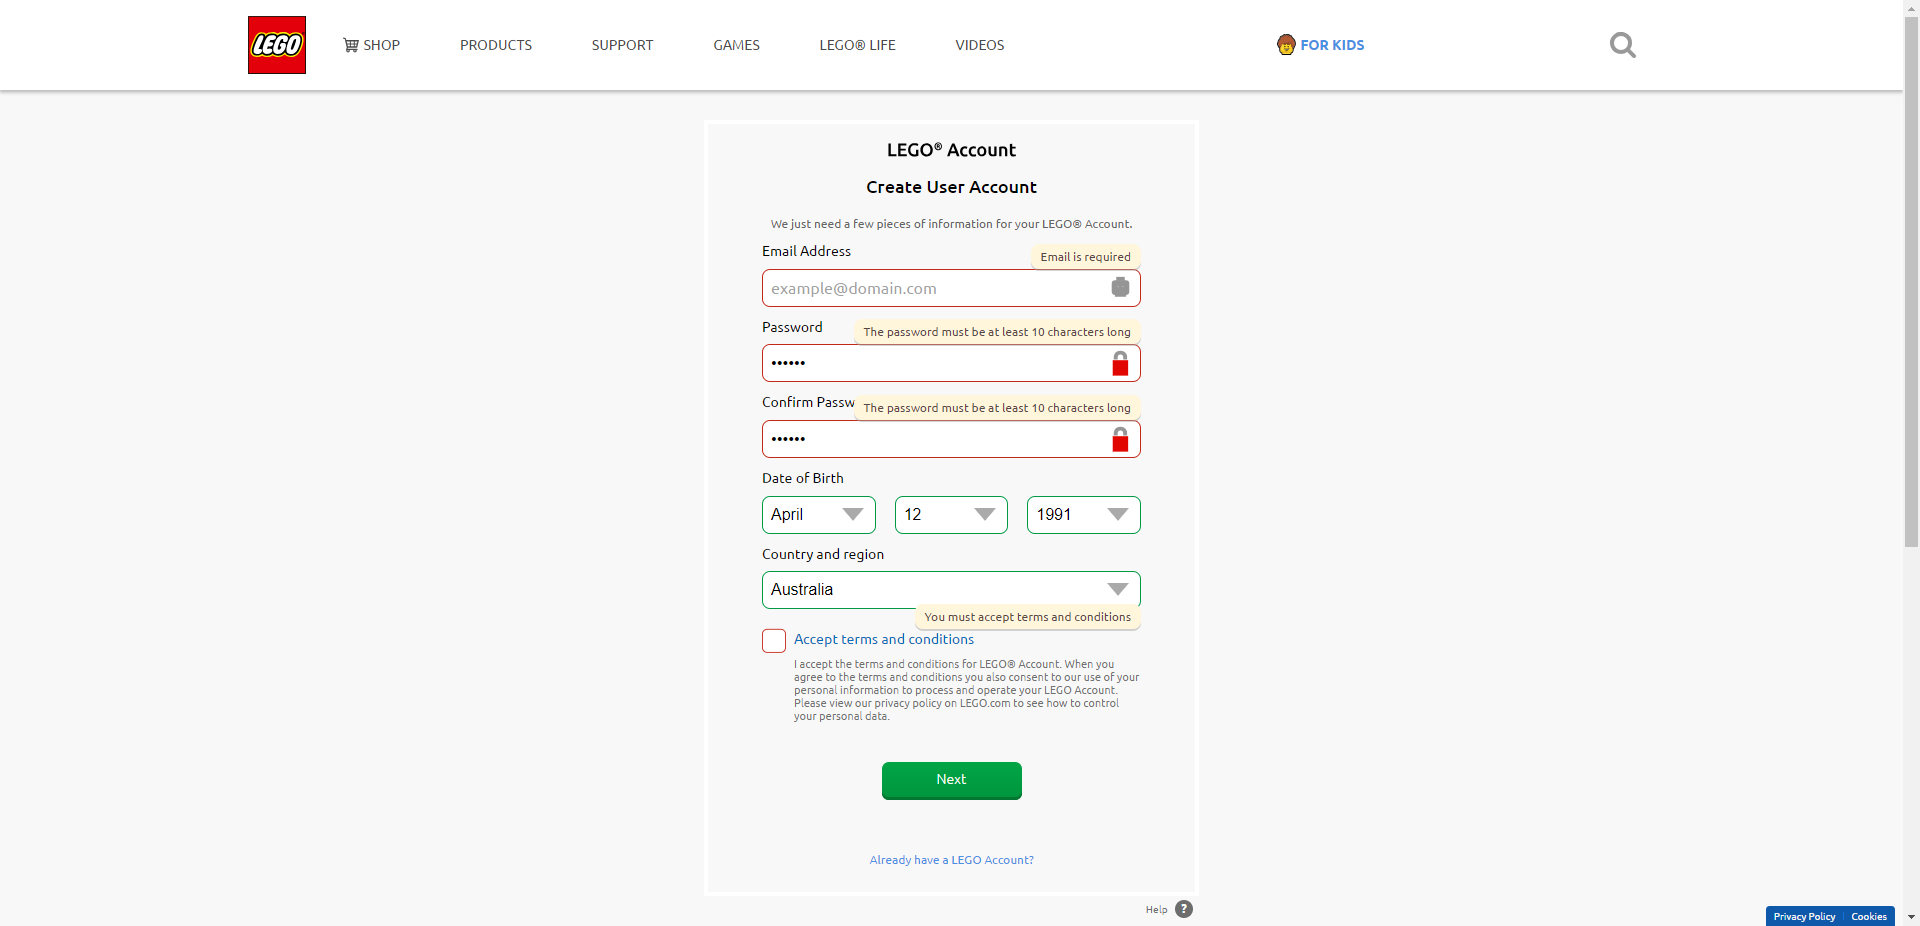 LEGO
SHOP
PRODUCTS
SUPPORT
GAMES
LEGO® LIFE
VIDEOS
FOR KIDS
LEGO® Account
Create User Account
We just need a few pieces of information for your LEGO® Account.
Email Address
Email is required
example@domain.com
Password
The password must be at least 10 characters long
••••••
Confirm Passw
The password must be at least 10 characters long
••••••
Date of Birth
April
12
1991
Country and region
Australia
You must accept terms and conditions
Accept terms and conditions
I accept the terms and conditions for LEGO® Account. When you
agree to the terms and conditions you also consent to our use of your
personal information to process and operate your LEGO Account.
Please view our privacy policy on LEGO.com to see how to control
your personal data.
Next
Already have a LEGO Account?
Help ?
Privacy Policy
Cookies